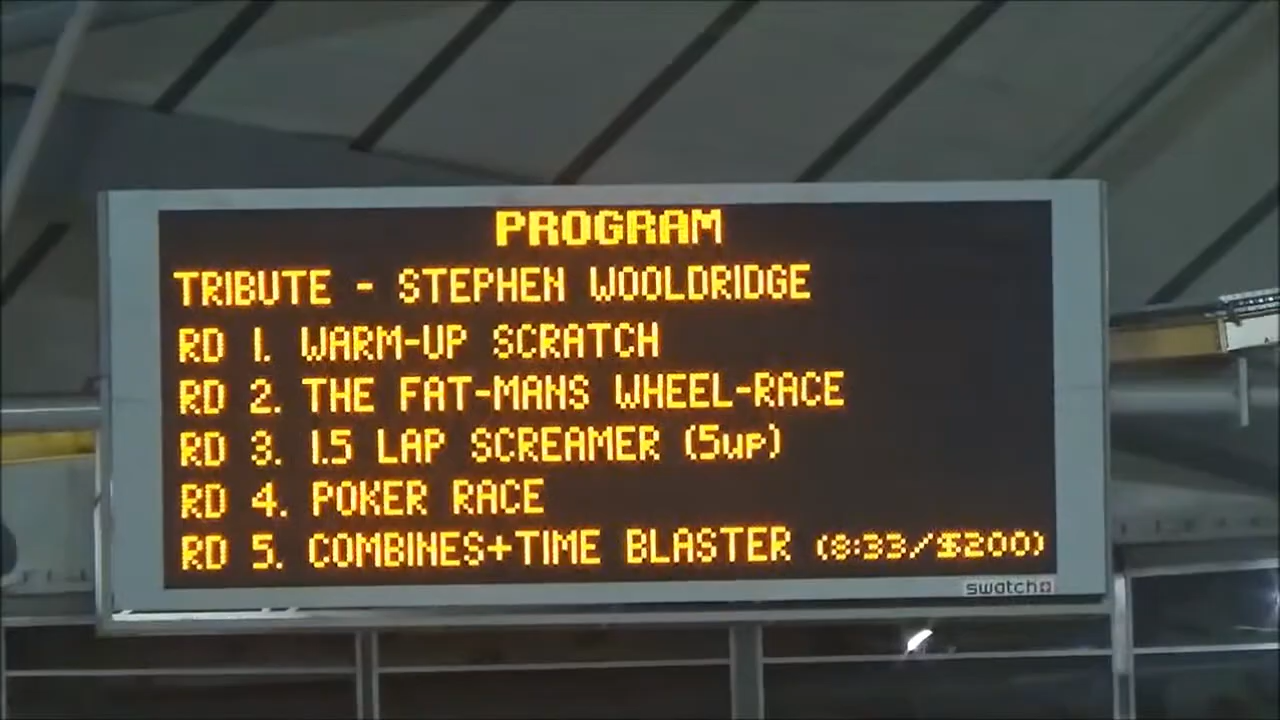 PROGRAM
TRIBUTE - STEPHEN WOOLDRIDGE
RD 1. WARM-UP SCRATCH
RD 2. THE FAT-MANS WHEEL-RACE
RD 3. 1.5 LAP SCREAMER (5up)
RD 4. POKER RACE
RD 5. COMBINES+TIME BLASTER (8:33/$200)
swatch